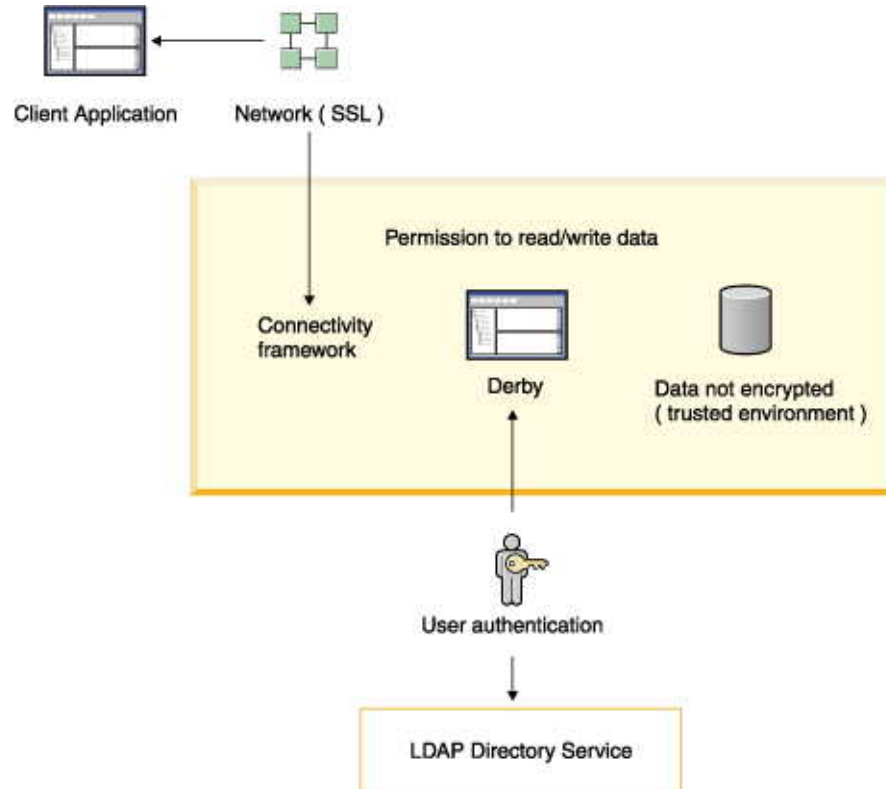 Client Application
Network ( SSL )
Permission to read/write data
Connectivity
framework
Derby
Data not encrypted
( trusted environment )
User authentication
LDAP Directory Service